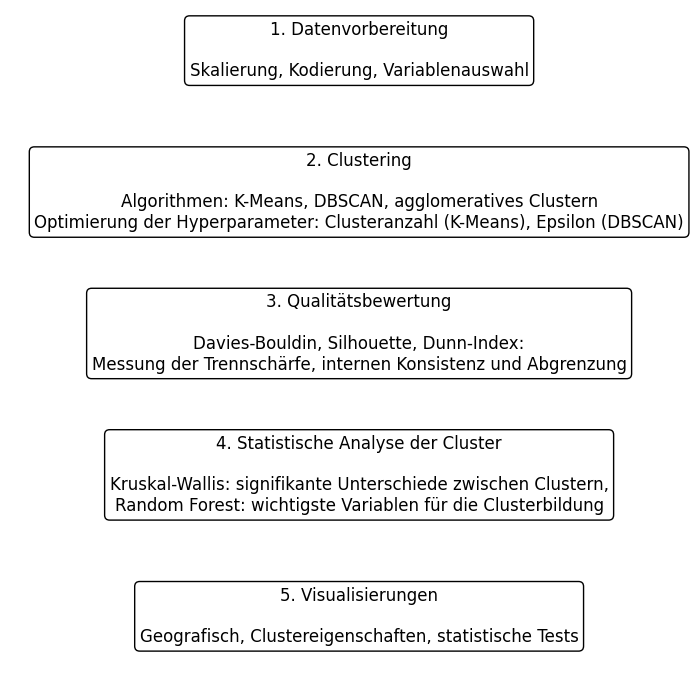 1. Datenvorbereitung
Skalierung, Kodierung, Variablenauswahl
2. Clustering
Algorithmen: K-Means, DBSCAN, agglomeratives Clustern
Optimierung der Hyperparameter: Clusteranzahl (K-Means), Epsilon (DBSCAN)
3. Qualitätsbewertung
Davies-Bouldin, Silhouette, Dunn-Index:
Messung der Trennschärfe, internen Konsistenz und Abgrenzung
4. Statistische Analyse der Cluster
Kruskal-Wallis: signifikante Unterschiede zwischen Clustern,
Random Forest: wichtigste Variablen für die Clusterbildung
5. Visualisierungen
Geografisch, Clustereigenschaften, statistische Tests